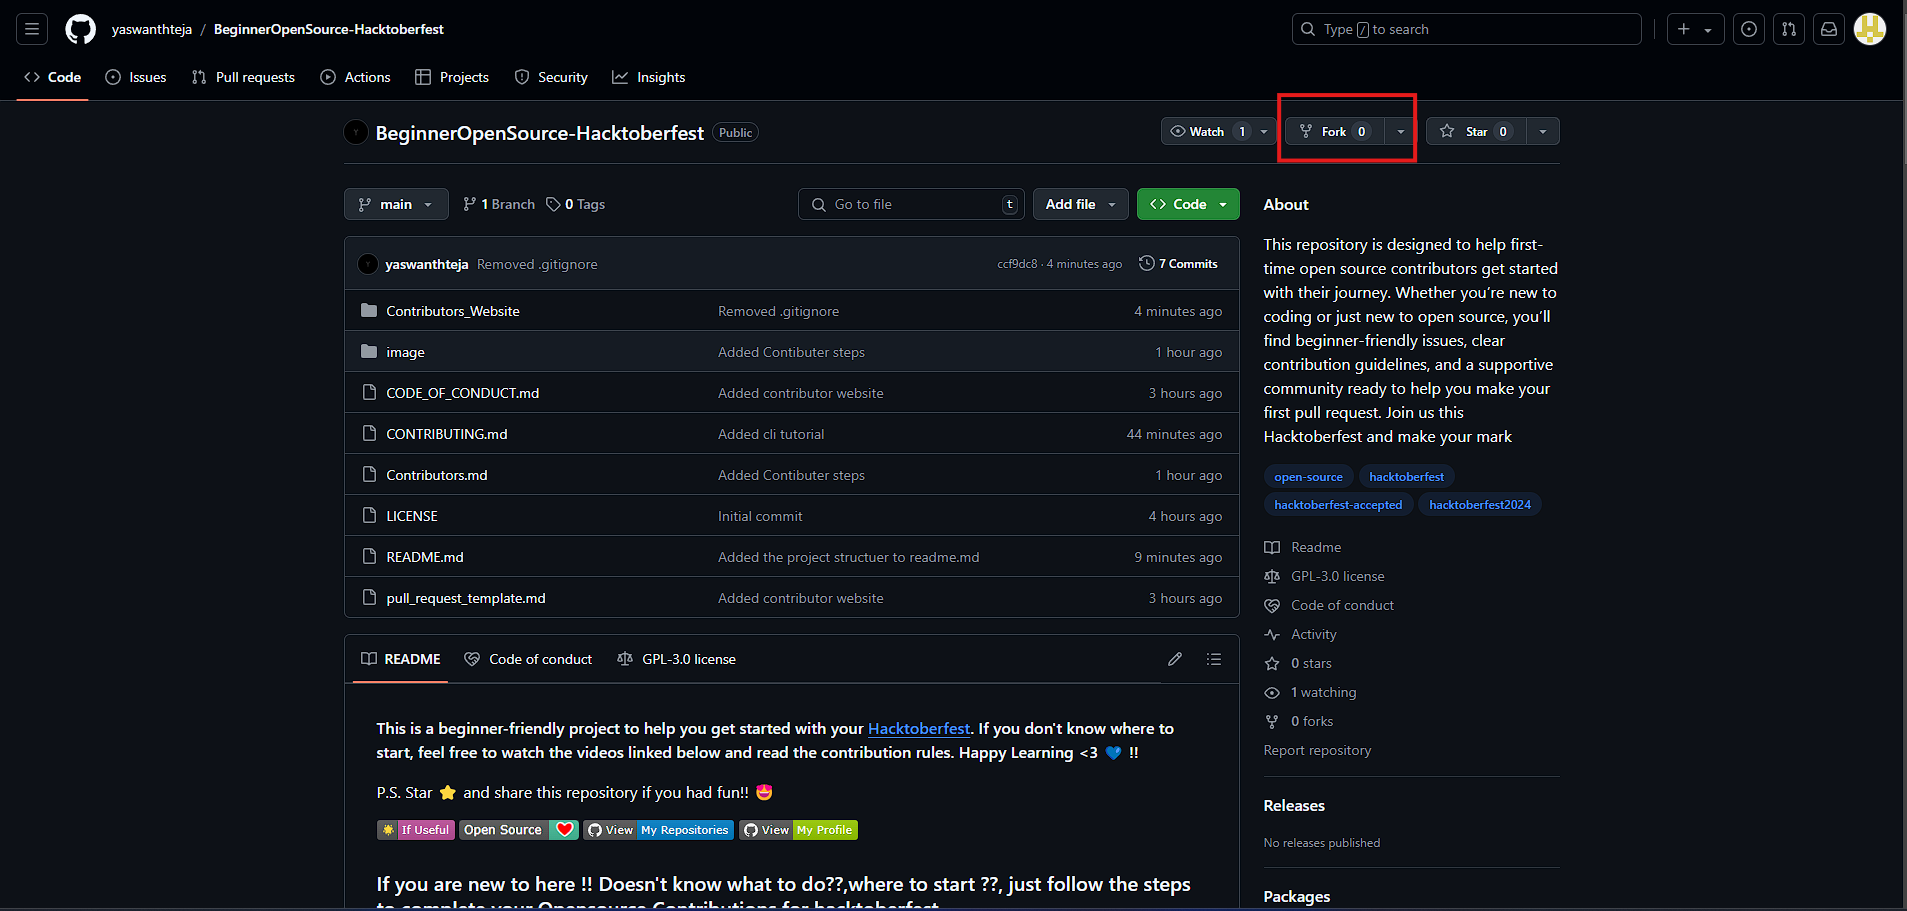 yaswanthteja / BeginnerOpenSource-Hacktoberfest
Type / to search
Code Issues Pull requests Actions Projects Security Insights
BeginnerOpenSource-Hacktoberfest Public
Watch 1 Fork 0 Star 0
main 1 Branch 0 Tags Go to file t Add file Code
yaswanthteja Removed .gitignore ccf9dc8 · 4 minutes ago 7 Commits
Contributors_Website Removed .gitignore 4 minutes ago
image Added Contibuter steps 1 hour ago
CODE_OF_CONDUCT.md Added contributor website 3 hours ago
CONTRIBUTING.md Added cli tutorial 44 minutes ago
Contributors.md Added Contibuter steps 1 hour ago
LICENSE Initial commit 4 hours ago
README.md Added the project structuer to readme.md 9 minutes ago
pull_request_template.md Added contributor website 3 hours ago
README Code of conduct GPL-3.0 license
This is a beginner-friendly project to help you get started with your Hacktoberfest. If you don't know where to
start, feel free to watch the videos linked below and read the contribution rules. Happy Learning <3 💙 !!
P.S. Star ⭐ and share this repository if you had fun!! 🤩
If Useful Open Source View My Repositories View My Profile
If you are new to here !! Doesn't know what to do??,where to start ??, just follow the steps
to complete your Opensource Contributions for hacktoberfest
About
This repository is designed to help first-
time open source contributors get started
with their journey. Whether you’re new to
coding or just new to open source, you’ll
find beginner-friendly issues, clear
contribution guidelines, and a supportive
community ready to help you make your
first pull request. Join us this
Hacktoberfest and make your mark
open-source hacktoberfest
hacktoberfest-accepted hacktoberfest2024
Readme
GPL-3.0 license
Code of conduct
Activity
0 stars
1 watching
0 forks
Report repository
Releases
No releases published
Packages